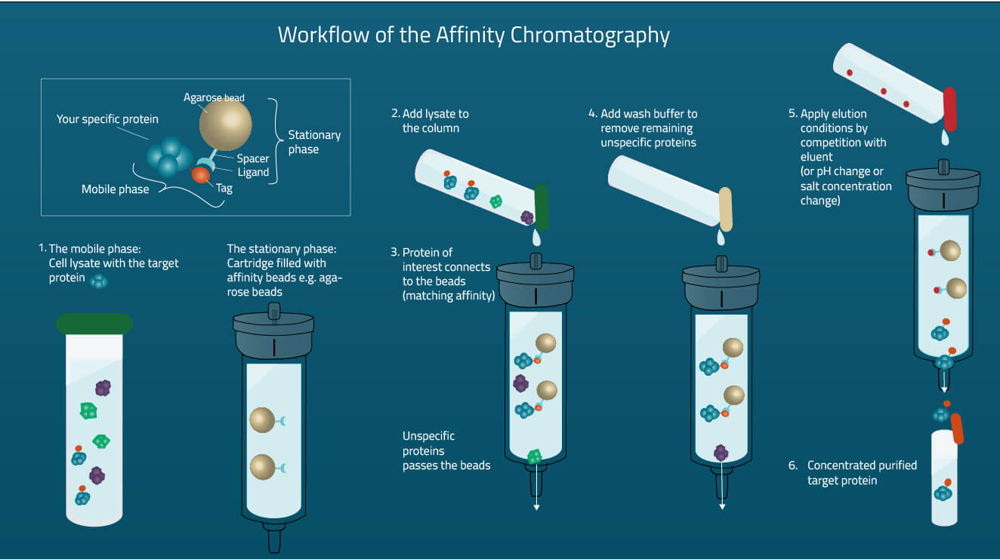 Workflow of the Affinity Chromatography
Agarose bead
Your specific protein
Stationary
phase
Spacer
Ligand
Tag
Mobile phase
1. The mobile phase:
Cell lysate with the target
protein
The stationary phase:
Cartridge filled with
affinity beads e.g. aga-
rose beads
2. Add lysate to
the column
3. Protein of
interest connects
to the beads
(matching affinity)
Unspecific
proteins
passes the beads
4. Add wash buffer to
remove remaining
unspecific proteins
5. Apply elution
conditions by
competition with
eluent
(or pH change or
salt concentration
change)
6. Concentrated purified
target protein